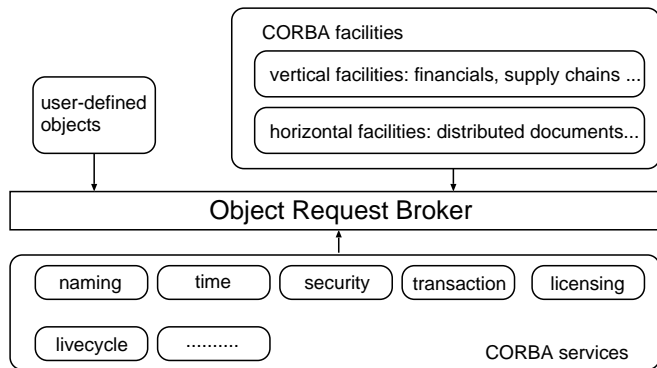 CORBA facilities
vertical facilities: financials, supply chains ...
user-defined
objects
horizontal facilities: distributed documents...
Object Request Broker
naming
time
security
transaction
licensing
livecycle
..........
CORBA services